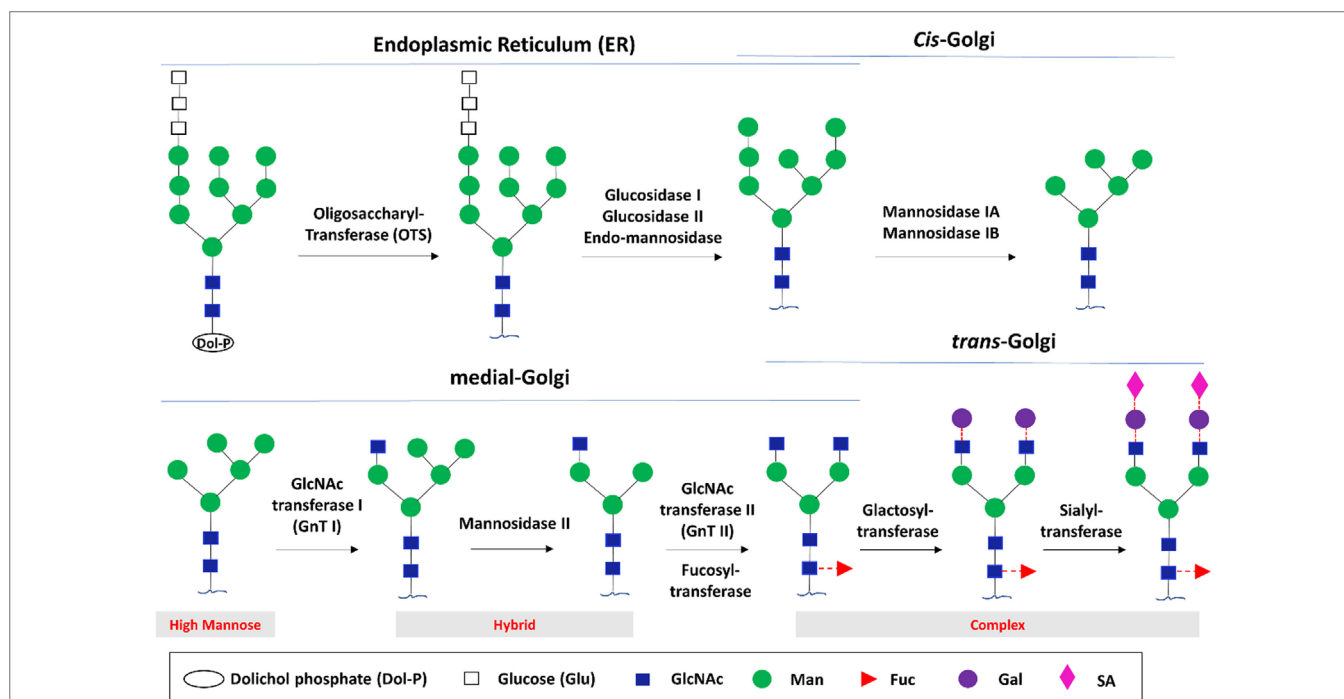 Endoplasmic Reticulum (ER)
Cis-Golgi
Oligosaccharyl-
Transferase (OTS)
Glucosidase I
Glucosidase II
Endo-mannosidase
Mannosidase IA
Mannosidase IB
Dol-P
medial-Golgi
trans-Golgi
GlcNAc
transferase I
(GnT I)
Mannosidase II
GlcNAc
transferase II
(GnT II)
Fucosyl-
transferase
Glactosyl-
transferase
Sialyl-
transferase
High Mannose
Hybrid
Complex
Dolichol phosphate (Dol-P)
Glucose (Glu)
GlcNAc
Man
Fuc
Gal
SA